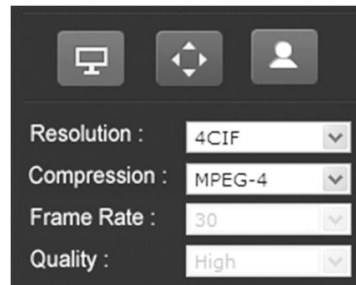 Resolution : 4CIF
Compression : MPEG-4
Frame Rate : 30
Quality : High